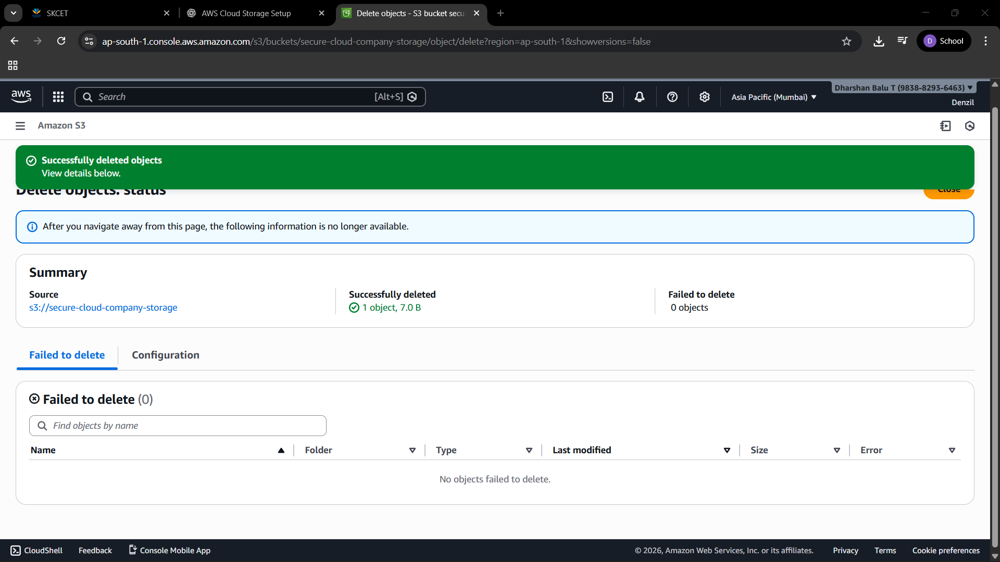 SKCET
AWS Cloud Storage Setup
Delete objects - S3 bucket secu
ap-south-1.console.aws.amazon.com/s3/buckets/secure-cloud-company-storage/object/delete?region=ap-south-1&showversions=false
D School
aws
Search [Alt+S]
Asia Pacific (Mumbai)
Dharshan Balu T (9838-8293-6463)
Denzil
Amazon S3
Successfully deleted objects
View details below.
Delete objects: status
Close
After you navigate away from this page, the following information is no longer available.
Summary
Source
s3://secure-cloud-company-storage
Successfully deleted
1 object, 7.0 B
Failed to delete
0 objects
Failed to delete
Configuration
Failed to delete (0)
Find objects by name
Name Folder Type Last modified Size Error
No objects failed to delete.
CloudShell Feedback Console Mobile App © 2026, Amazon Web Services, Inc. or its affiliates. Privacy Terms Cookie preferences